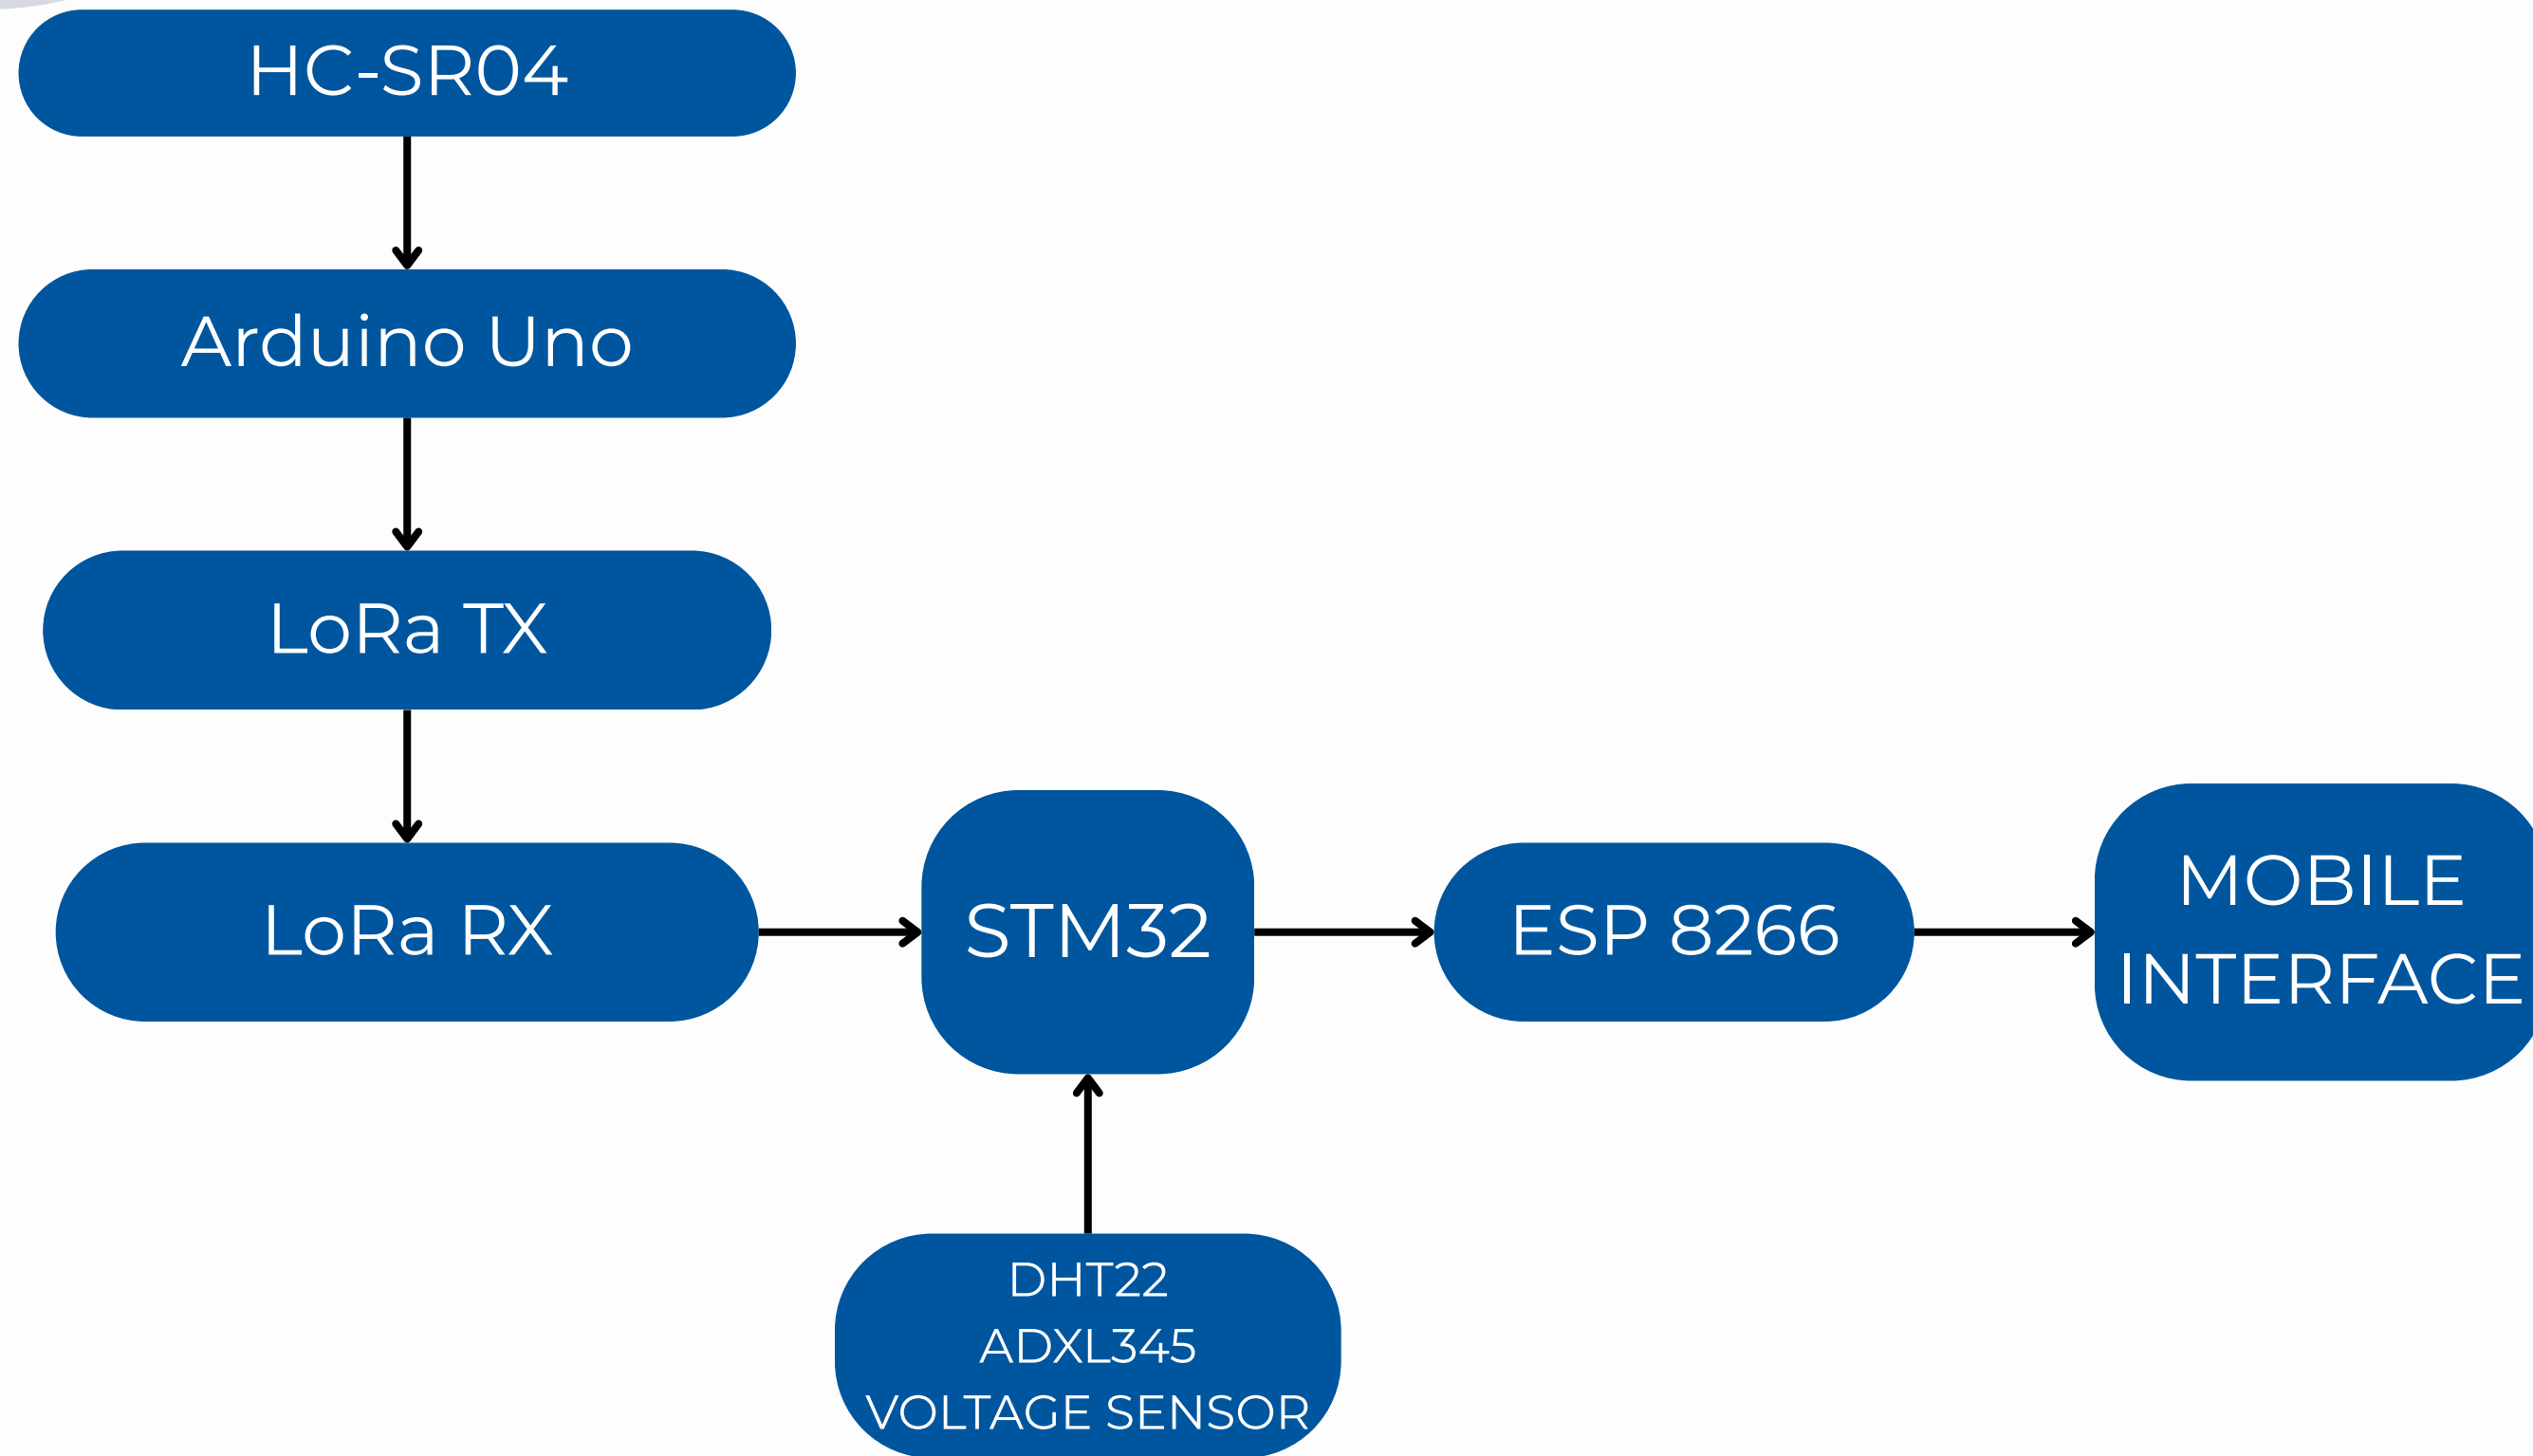 HC-SR04
Arduino Uno
LoRa TX
LoRa RX
STM32
ESP 8266
MOBILE
INTERFACE
DHT22
ADXL345
VOLTAGE SENSOR